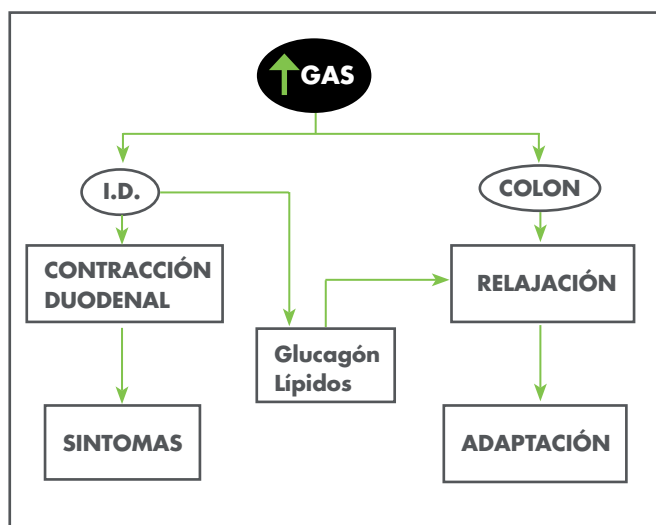 GAS
I.D.
COLON
CONTRACCIÓN
DUODENAL
RELAJACIÓN
Glucagón
Lípidos
SINTOMAS
ADAPTACIÓN